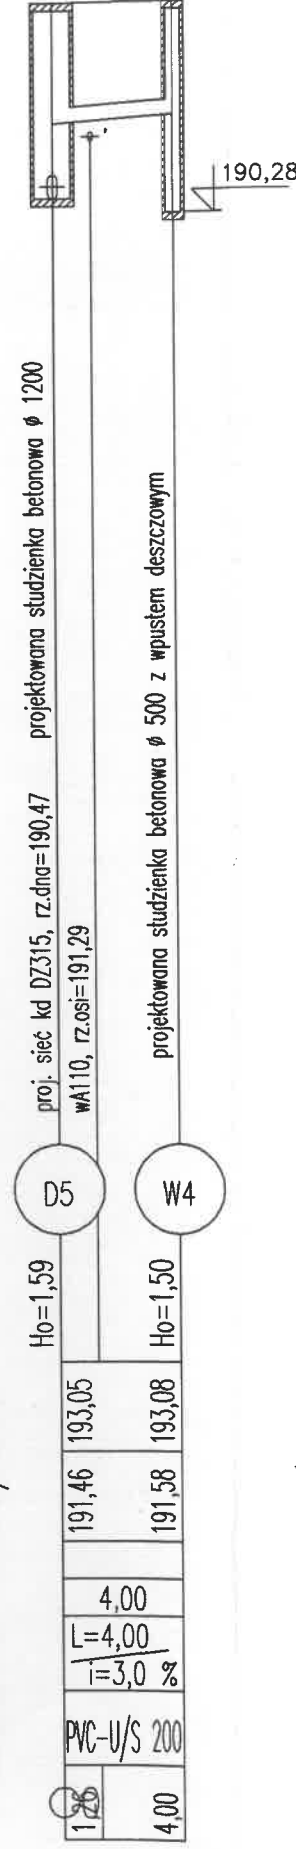 190,28
projektowana studzienka betonowa ø 1200
proj. sieć kd DZ315, rz.dna=190,47
wA110, rz.osi=191,29
projektowana studzienka betonowa ø 500 z wpustem deszczowym
D5
W4
Ho=1,59
Ho=1,50
193,05
193,08
191,46
191,58
4,00
L=4,00
i=3,0 %
PVC-U/S 200
1,26
4,00